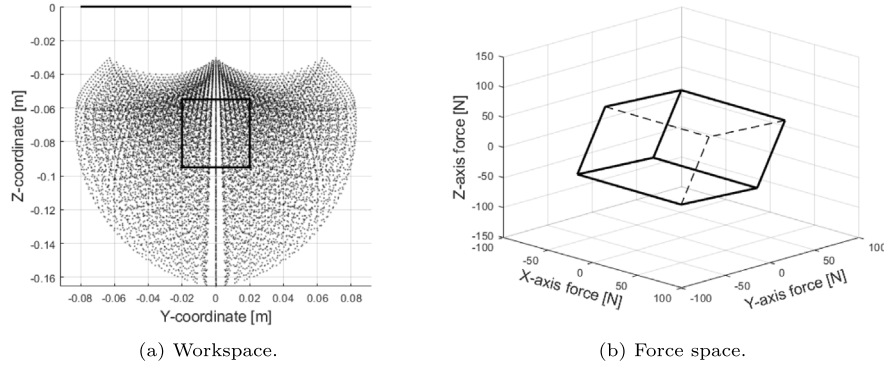 0
-0.02
-0.04
-0.06
-0.08
-0.1
-0.12
-0.14
-0.16
Z-coordinate [m]
-0.08 -0.06 -0.04 -0.02 0 0.02 0.04 0.06 0.08
Y-coordinate [m]
(a) Workspace.
150
100
50
0
-50
-100
-150
Z-axis force [N]
-100 -50 0 50 100
X-axis force [N]
-100 -50 0 50 100
Y-axis force [N]
(b) Force space.